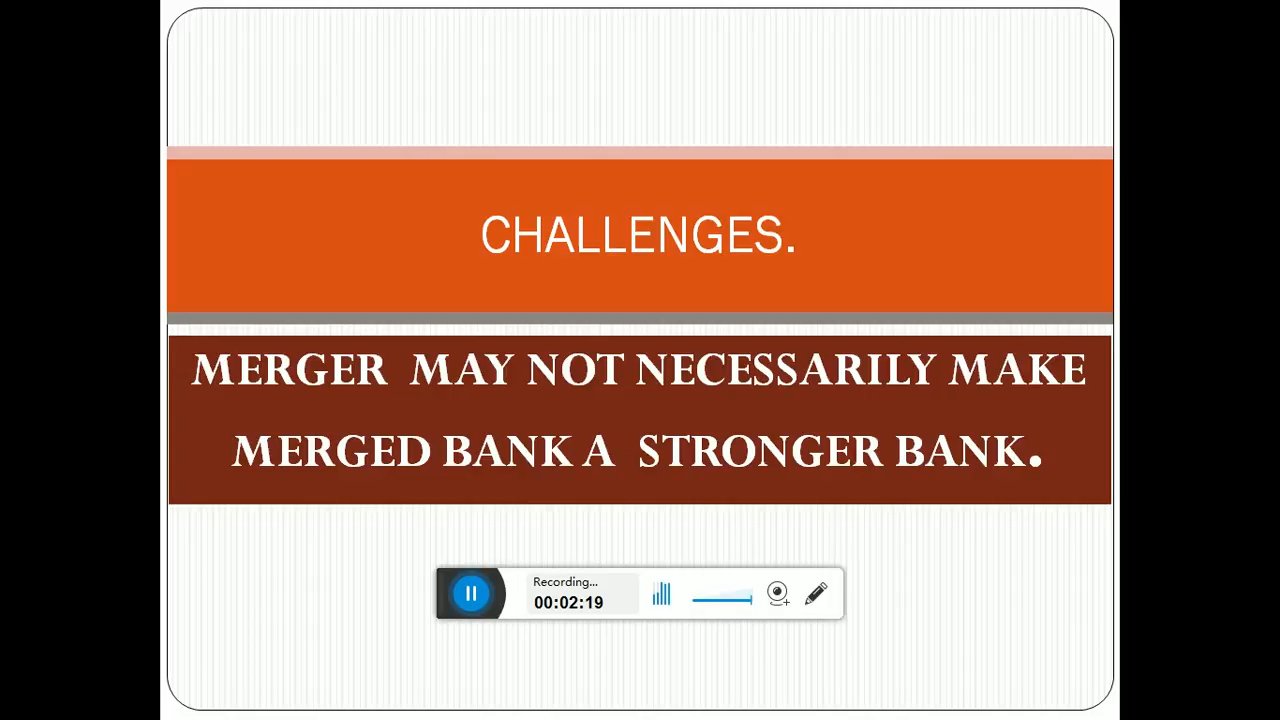 CHALLENGES.
MERGER MAY NOT NECESSARILY MAKE
MERGED BANK A STRONGER BANK.
Recording...
00:02:19